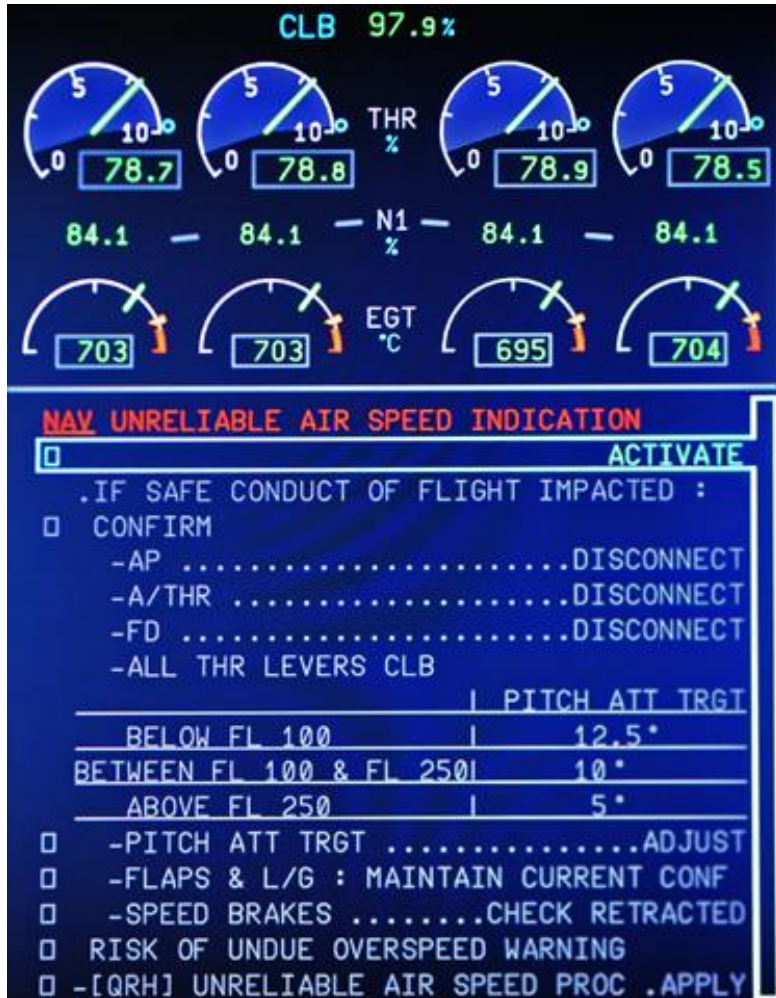 CLB 97.9%
5 5 5 5
10 10 THR 10 10
0 78.7 0 78.8 % 0 78.9 0 78.5
84.1 84.1 N1 84.1 84.1
%
EGT
703 703 °C 695 704
NAV UNRELIABLE AIR SPEED INDICATION
ACTIVATE
.IF SAFE CONDUCT OF FLIGHT IMPACTED :
CONFIRM
-AP .......................DISCONNECT
-A/THR ....................DISCONNECT
-FD .......................DISCONNECT
-ALL THR LEVERS CLB
| PITCH ATT TRGT
BELOW FL 100 | 12.5°
BETWEEN FL 100 & FL 250| 10°
ABOVE FL 250 | 5°
-PITCH ATT TRGT ...............ADJUST
-FLAPS & L/G : MAINTAIN CURRENT CONF
-SPEED BRAKES ........CHECK RETRACTED
RISK OF UNDUE OVERSPEED WARNING
-[QRH] UNRELIABLE AIR SPEED PROC .APPLY